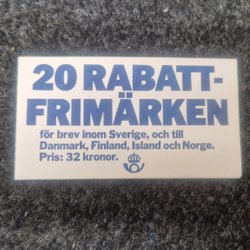 20 RABATT-
FRIMÄRKEN
för brev inom Sverige, och till
Danmark, Finland, Island och Norge.
Pris: 32 kronor.